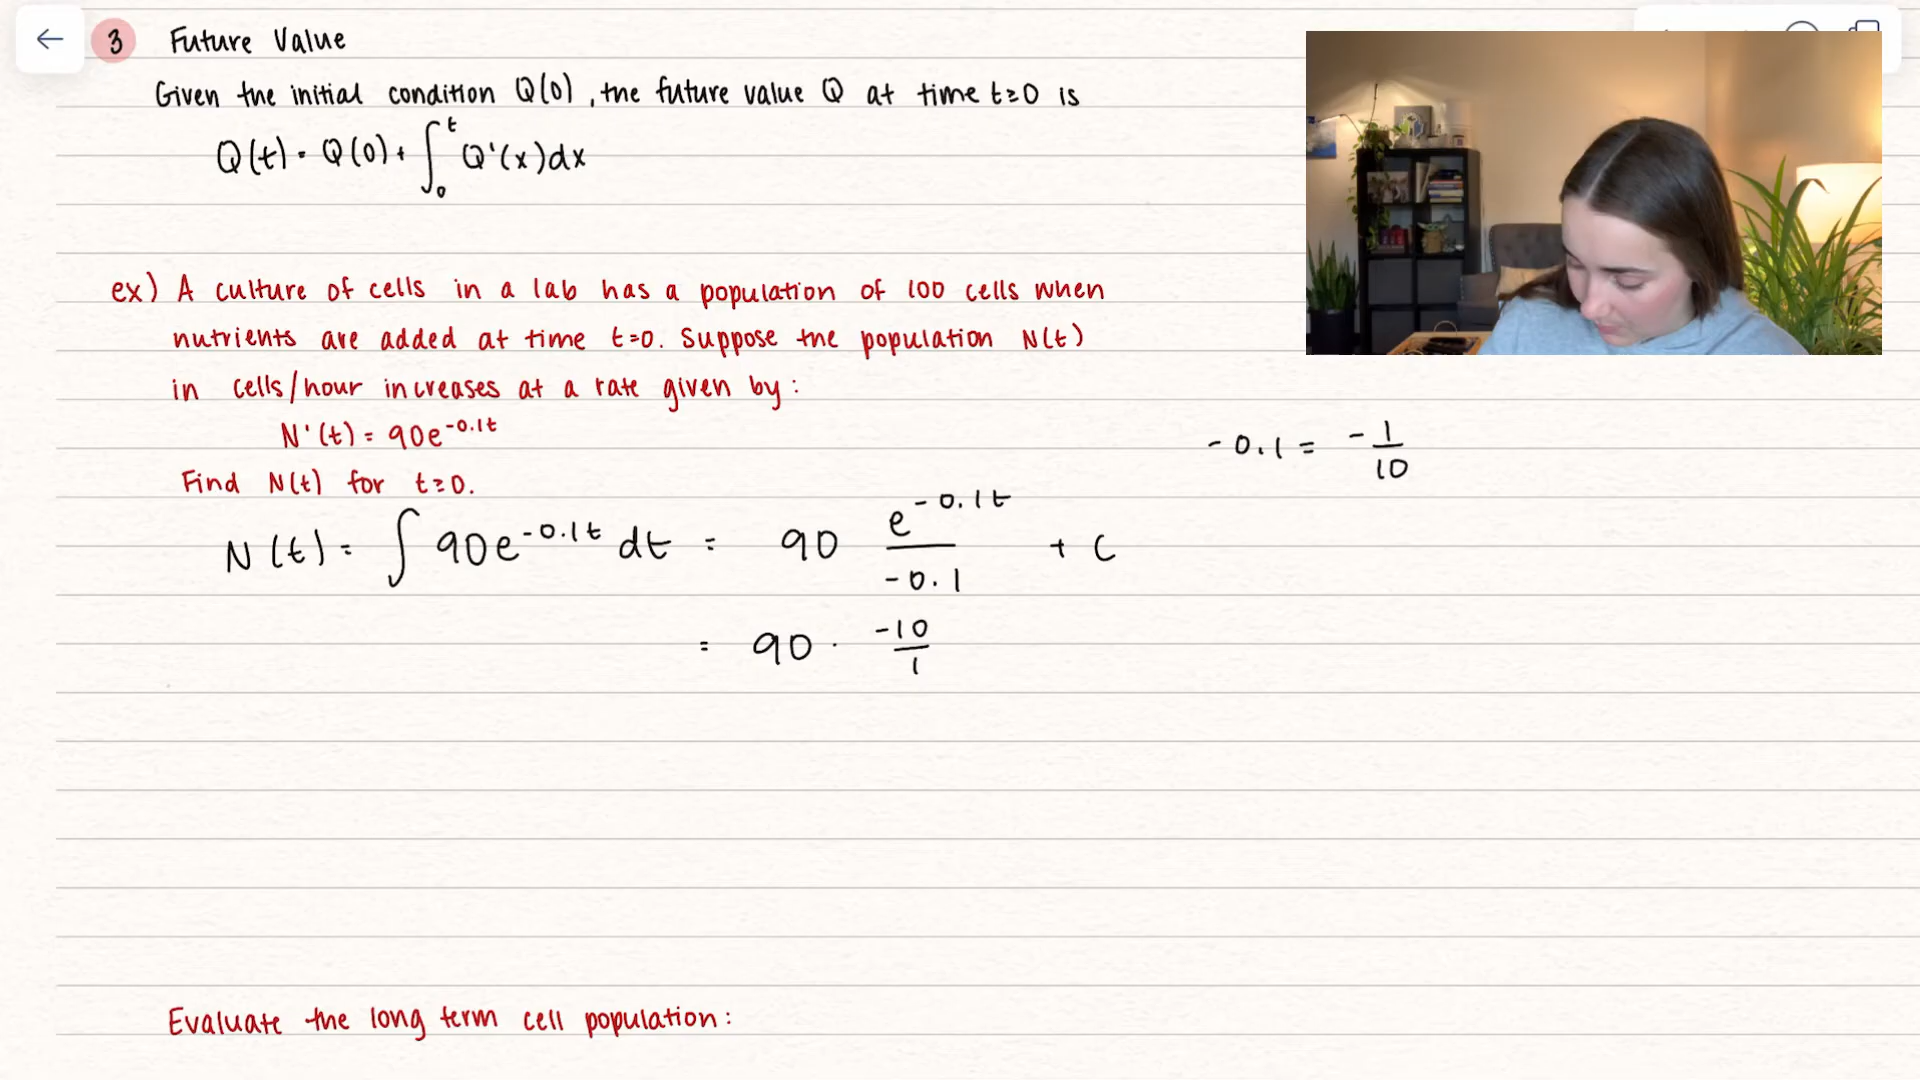 3 Future Value
Given the initial condition Q(0), the future value Q at time t≥0 is
Q(t) = Q(0) + ∫₀ᵗ Q'(x)dx
ex) A culture of cells in a lab has a population of 100 cells when
nutrients are added at time t=0. Suppose the population N(t)
in cells/hour increases at a rate given by:
N'(t) = 90e^-0.1t
-0.1 = -1/10
Find N(t) for t≥0.
N(t) = ∫ 90e^-0.1t dt = 90 e^-0.1t/-0.1 + C
= 90 · -10/1
Evaluate the long term cell population: